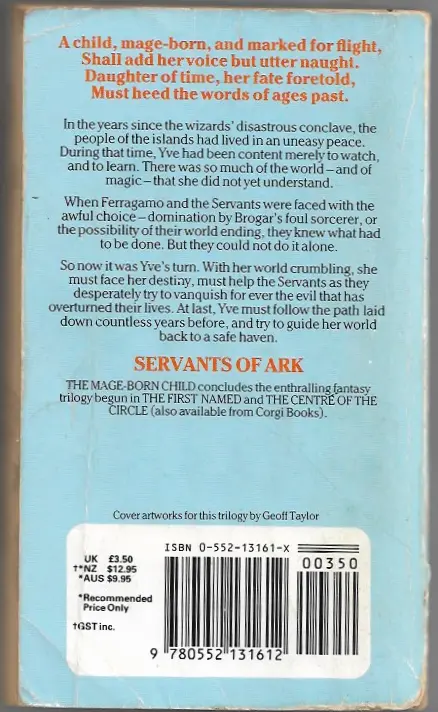 A child, mage-born, and marked for flight,
Shall add her voice but utter naught.
Daughter of time, her fate foretold,
Must heed the words of ages past.
In the years since the wizards' disastrous conclave, the
people of the islands had lived in an uneasy peace.
During that time, Yve had been content merely to watch,
and to learn. There was so much of the world – and of
magic – that she did not yet understand.
When Ferragamo and the Servants were faced with the
awful choice – domination by Brogar's foul sorcerer, or
the possibility of their world ending, they knew what had
to be done. But they could not do it alone.
So now it was Yve's turn. With her world crumbling, she
must face her destiny, must help the Servants as they
desperately try to vanquish for ever the evil that has
overturned their lives. At last, Yve must follow the path laid
down countless years before, and try to guide her world
back to a safe haven.
SERVANTS OF ARK
THE MAGE-BORN CHILD concludes the enthralling fantasy
trilogy begun in THE FIRST NAMED and THE CENTRE OF THE
CIRCLE (also available from Corgi Books).
Cover artworks for this trilogy by Geoff Taylor
ISBN 0-552-13161-X
UK £3.50
†*NZ $12.95
*AUS $9.95
*Recommended
Price Only
†GST inc.
00350
9 780552 131612